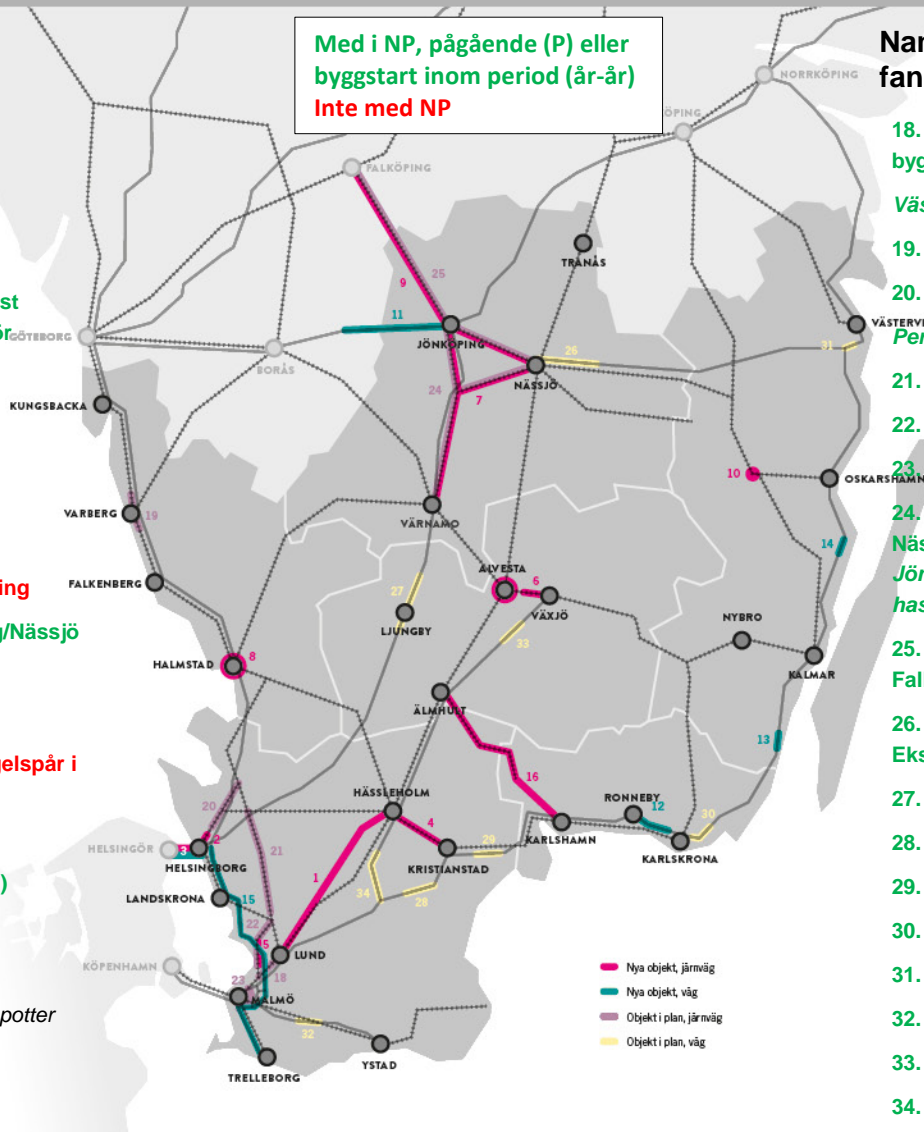 Med i NP, pågående (P) eller
byggstart inom period (år-år)
Inte med NP
Nar
fan
18.
byg
Väs
19.
20.
Per
21.
22.
23.
24.
Näs
Jör
has
25.
Fal
26.
Eks
27.
28.
29.
30.
31.
32.
33.
34.
st
ör
ing
g/Nässjö
gelspår i
)
potter
NORRKÖPING
ÖPING
FALKÖPING
TRANÅS
GÖTEBORG
BORÅS
JÖNKÖPING
NÄSSJÖ
VÄSTERVI
KUNGSBACKA
VARBERG
VÄRNAMO
OSKARSHAMN
FALKENBERG
ALVESTA
VÄXJÖ
LJUNGBY
NYBRO
HALMSTAD
KALMAR
ÄLMHULT
HÄSSLEHOLM
RONNEBY
KARLSHAMN
KARLSKRONA
HELSINGÖR
HELSINGBORG
KRISTIANSTAD
LANDSKRONA
LUND
KÖPENHAMN
MALMÖ
YSTAD
TRELLEBORG
9
25
11
26
31
24
7
10
19
14
27
6
33
8
13
16
20
2
3
4
12
30
29
21
1
15
34
28
22
5
18
23
32
Nya objekt, järnväg
Nya objekt, väg
Objekt i plan, järnväg
Objekt i plan, väg